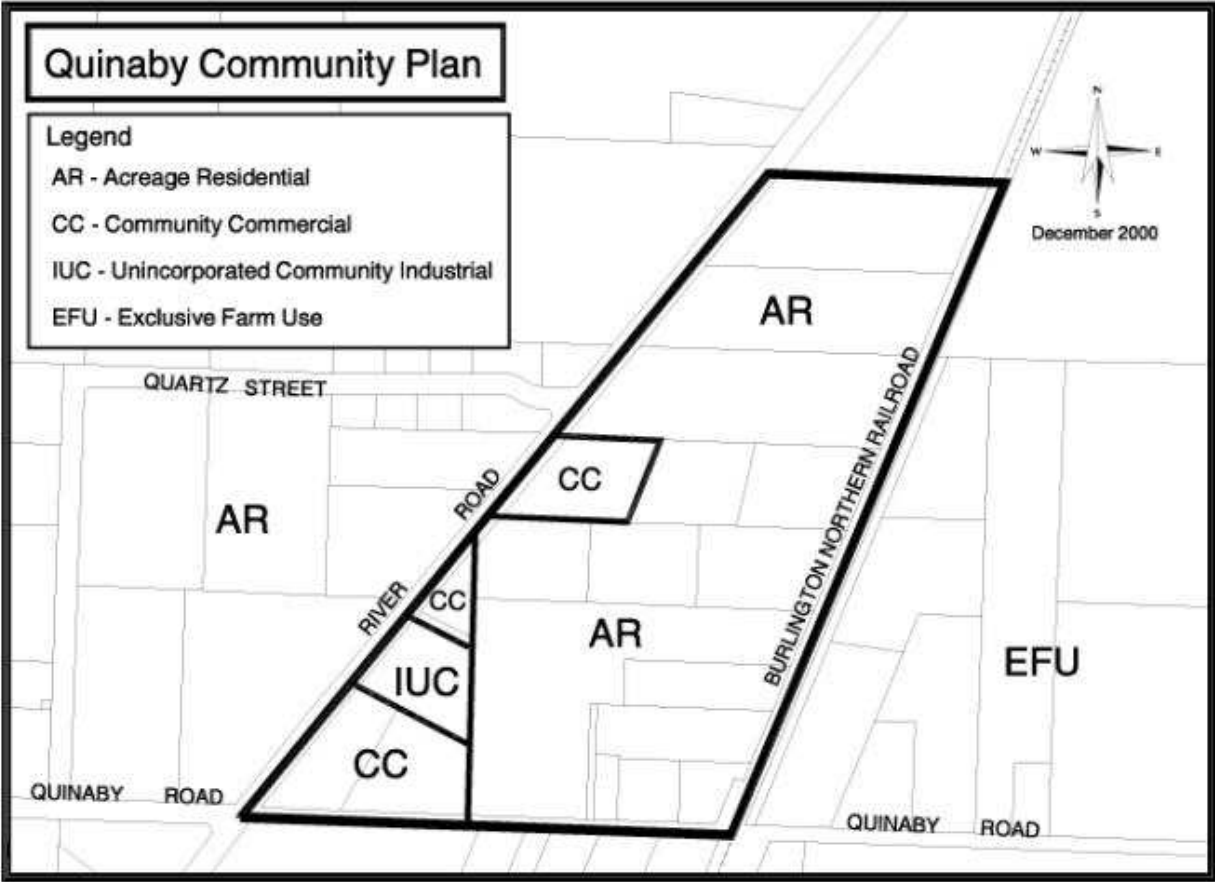 Quinaby Community Plan
Legend
AR - Acreage Residential
CC - Community Commercial
IUC - Unincorporated Community Industrial
EFU - Exclusive Farm Use
N
W E
S
December 2000
AR
QUARTZ STREET
BURLINGTON NORTHERN RAILROAD
CC
RIVER ROAD
AR
CC
AR
IUC
EFU
CC
QUINABY ROAD
QUINABY ROAD